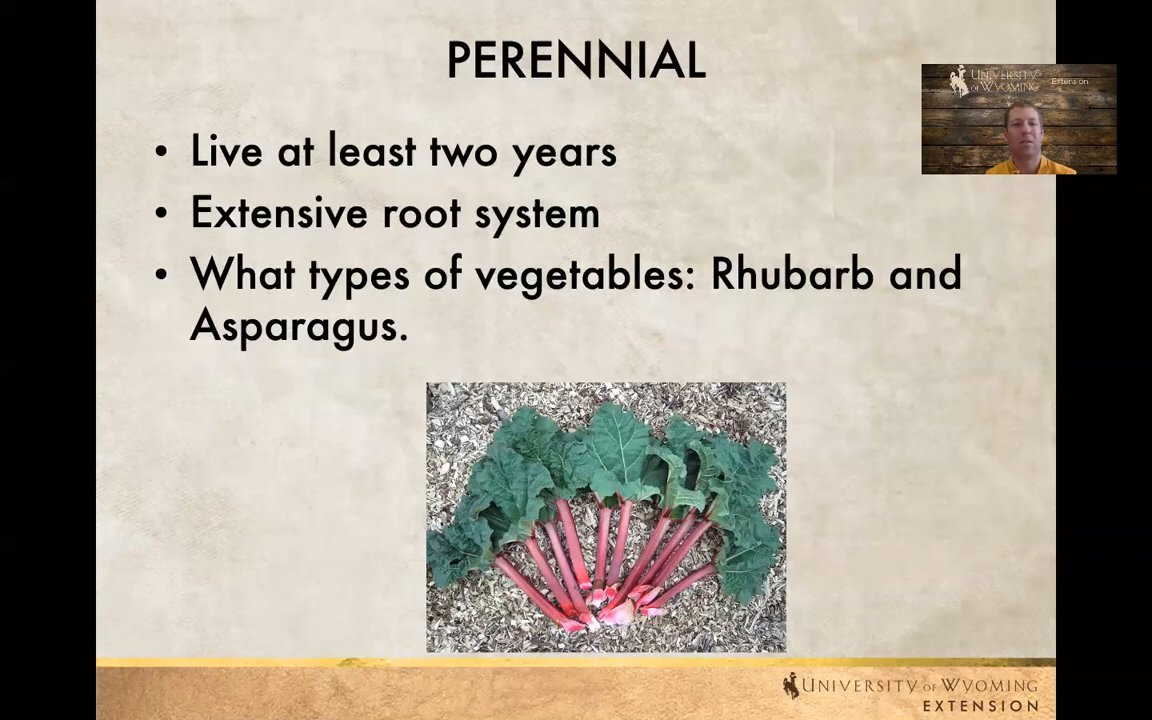 PERENNIAL
UNIVERSITY
OF WYOMING
Extension
• Live at least two years
• Extensive root system
• What types of vegetables: Rhubarb and
Asparagus.
UNIVERSITY OF WYOMING
EXTENSION